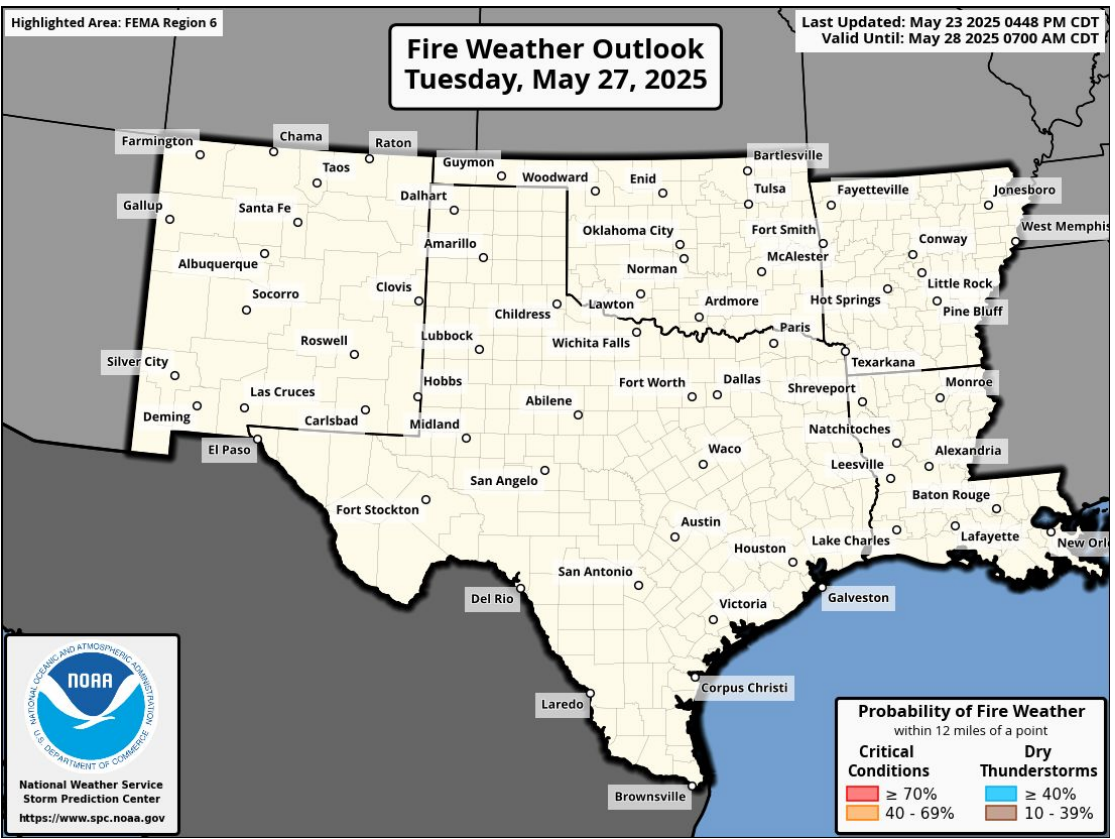 Highlighted Area: FEMA Region 6
Fire Weather Outlook
Tuesday, May 27, 2025
Last Updated: May 23 2025 0448 PM CDT
Valid Until: May 28 2025 0700 AM CDT
Farmington
Chama
Raton
Taos
Guymon
Woodward
Enid
Bartlesville
Tulsa
Fayetteville
Jonesboro
Gallup
Santa Fe
Dalhart
West Memphis
Oklahoma City
Fort Smith
Conway
Albuquerque
Amarillo
Norman
McAlester
Little Rock
Socorro
Clovis
Childress
Lawton
Ardmore
Hot Springs
Pine Bluff
Roswell
Lubbock
Wichita Falls
Paris
Texarkana
Silver City
Las Cruces
Hobbs
Fort Worth
Dallas
Shreveport
Monroe
Deming
Carlsbad
Midland
Abilene
Natchitoches
El Paso
San Angelo
Waco
Leesville
Alexandria
Fort Stockton
Austin
Baton Rouge
Houston
Lake Charles
Lafayette
New Orl
San Antonio
Del Rio
Victoria
Galveston
Laredo
Corpus Christi
Brownsville
NATIONAL OCEANIC AND ATMOSPHERIC ADMINISTRATION
NOAA
U.S. DEPARTMENT OF COMMERCE
National Weather Service
Storm Prediction Center
https://www.spc.noaa.gov
Probability of Fire Weather
within 12 miles of a point
Critical
Conditions
≥ 70%
40 - 69%
Dry
Thunderstorms
≥ 40%
10 - 39%